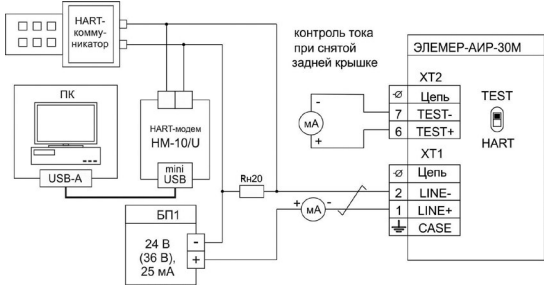 HART-
комму-
никатор
ПК
USB-A
HART-модем
HM-10/U
mini
USB
Rн20
БП1
24 В
(36 В),
25 мА
-
+
контроль тока
при снятой
задней крышке
-
мА
+
+ мА -
ЭЛЕМЕР-АИР-30М
XT2
Цепь
7 TEST-
6 TEST+
XT1
Цепь
2 LINE-
1 LINE+
CASE
TEST
HART